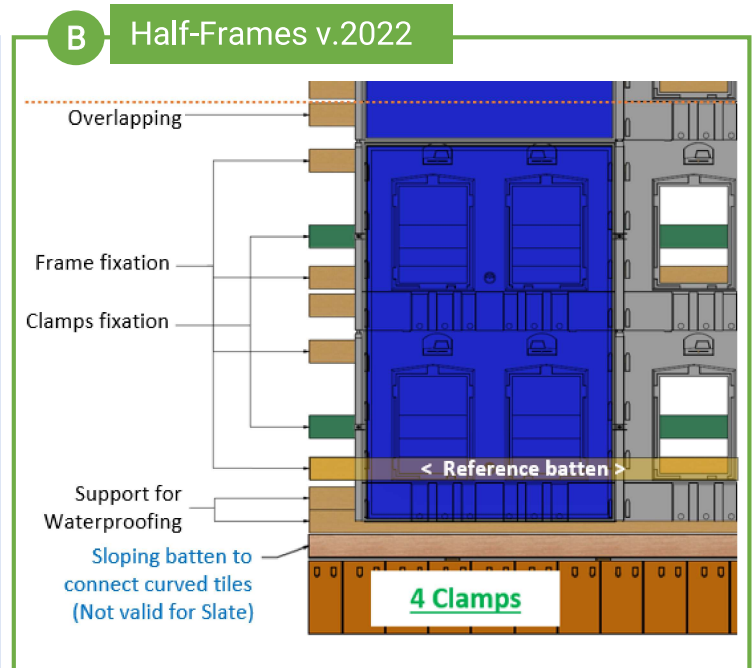 B
Half-Frames v.2022
Overlapping
Frame fixation
Clamps fixation
< Reference batten >
Support for
Waterproofing
Sloping batten to
connect curved tiles
(Not valid for Slate)
4 Clamps